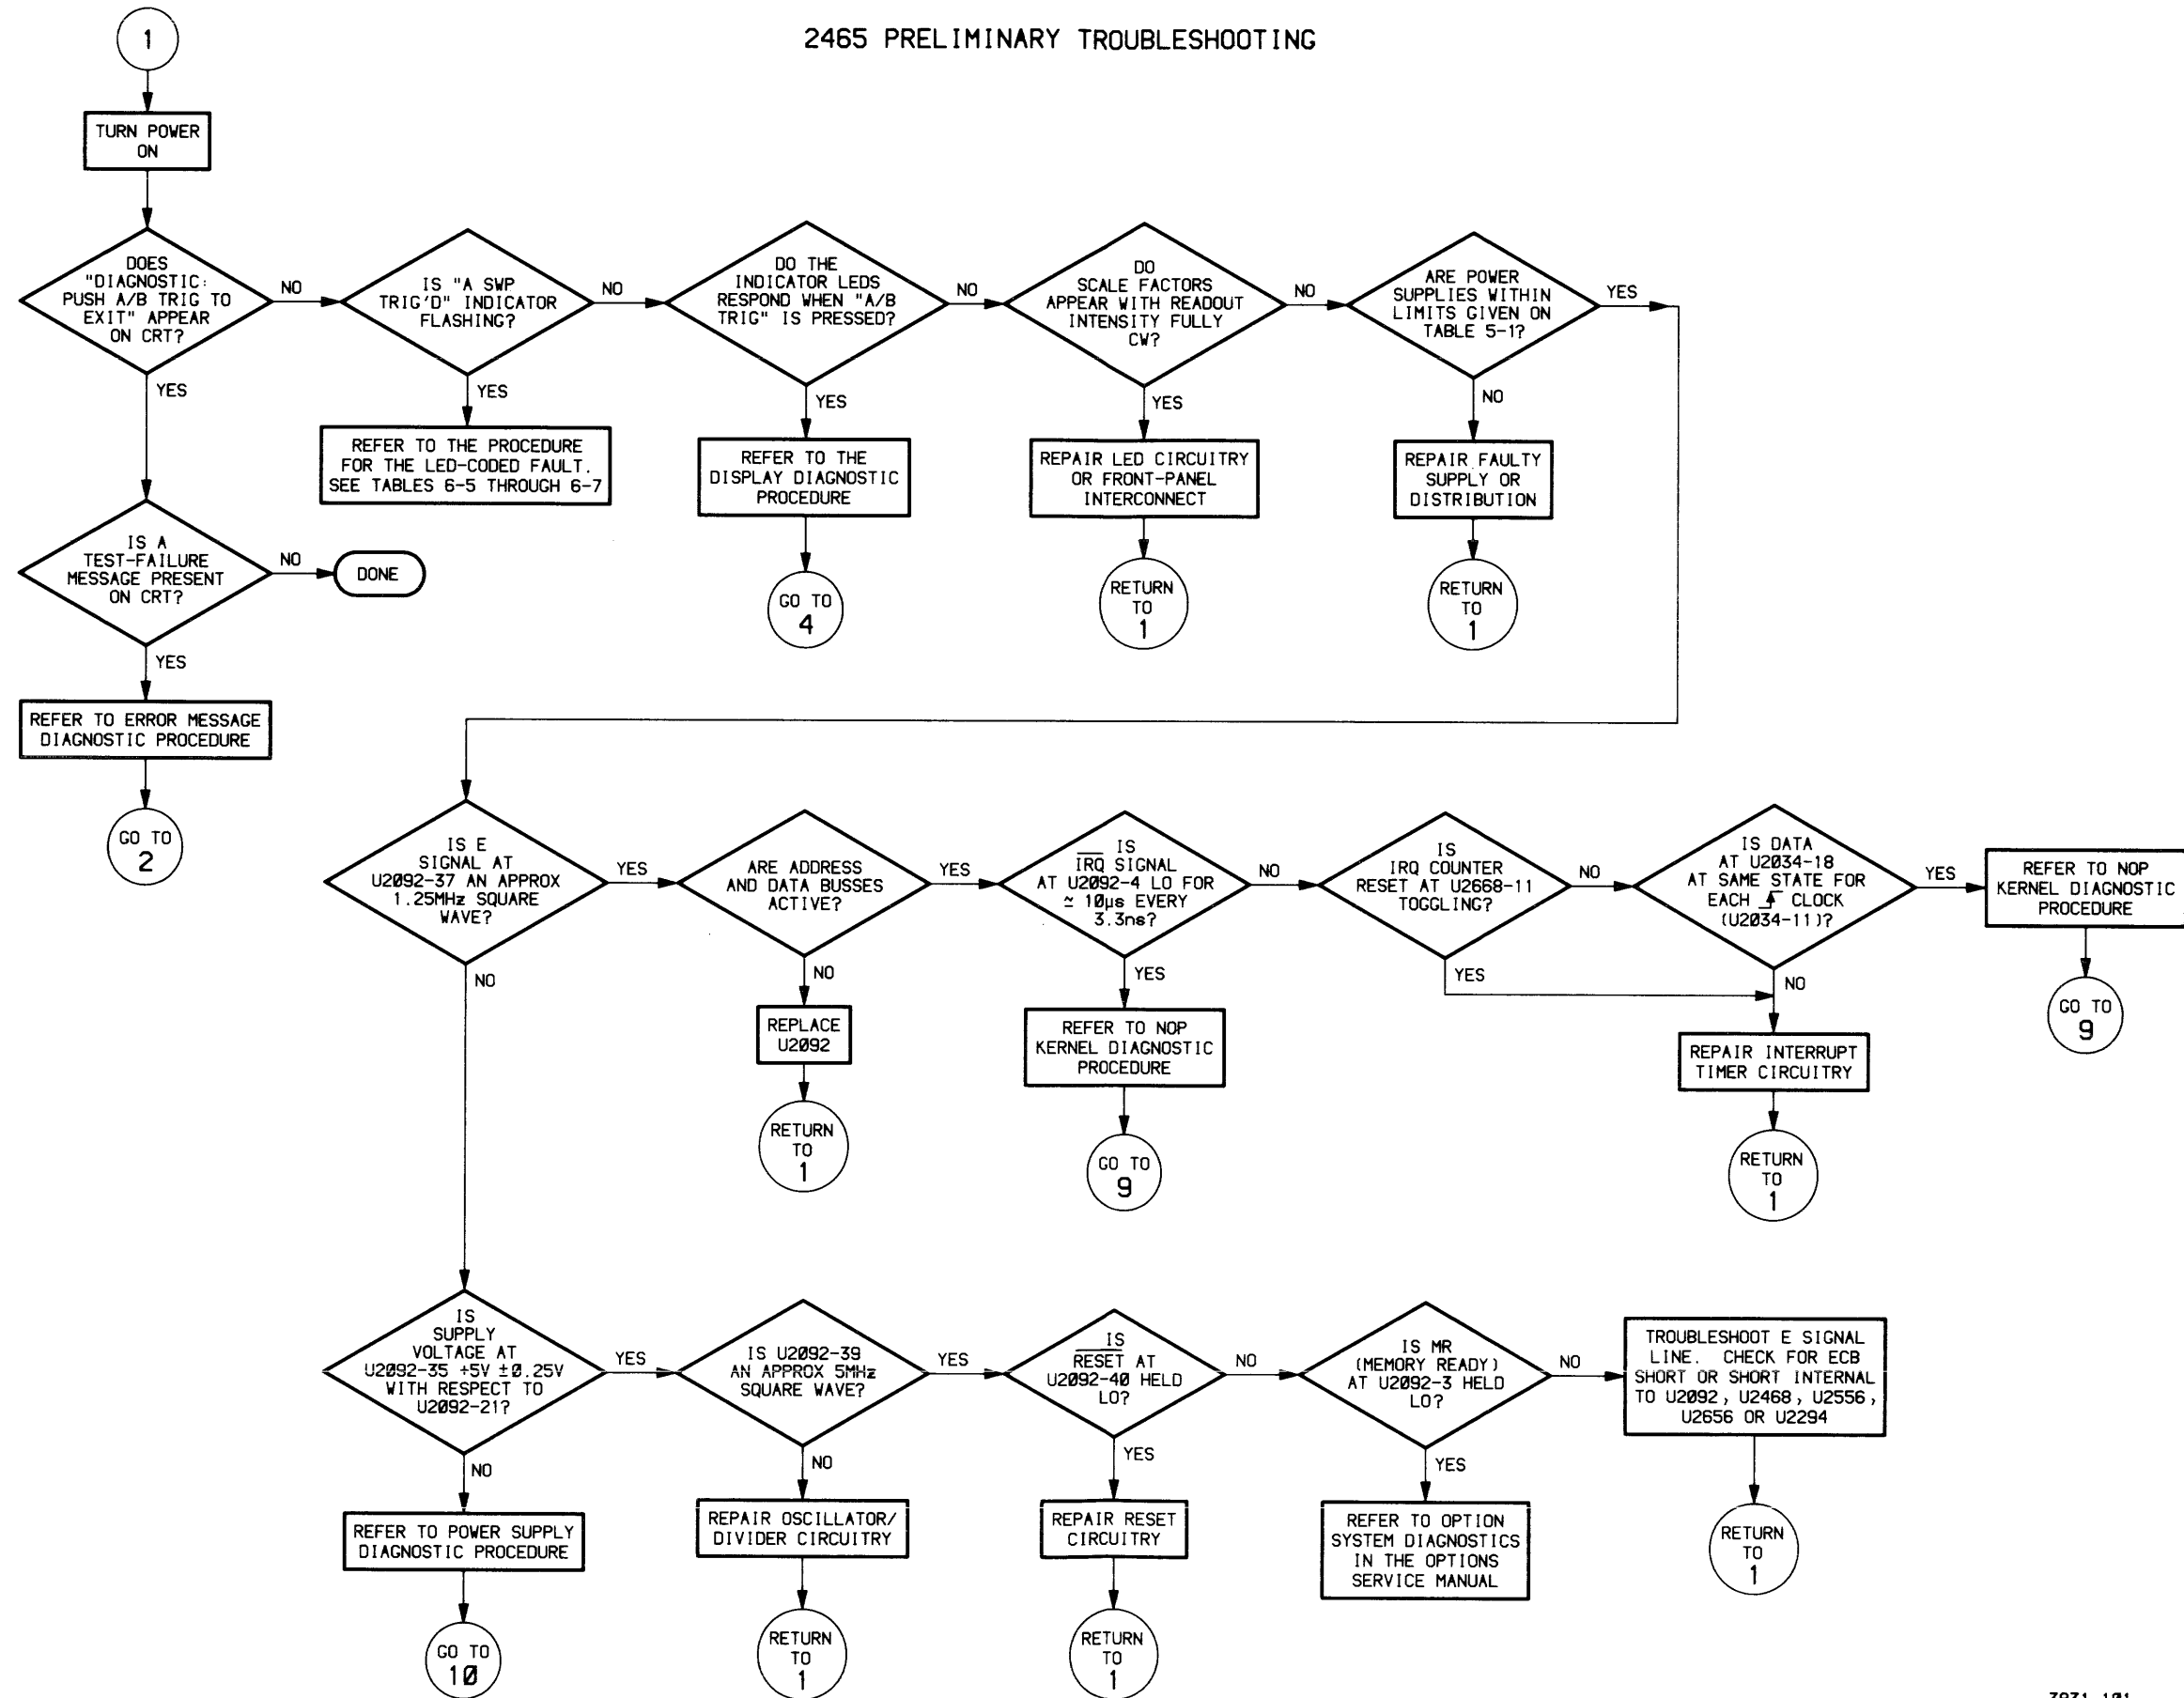 2465 PRELIMINARY TROUBLESHOOTING
1
TURN POWER
ON
DOES
"DIAGNOSTIC:
PUSH A/B TRIG TO
EXIT" APPEAR
ON CRT?
NO
YES
IS "A SWP
TRIG'D" INDICATOR
FLASHING?
NO
YES
REFER TO THE PROCEDURE
FOR THE LED-CODED FAULT.
SEE TABLES 6-5 THROUGH 6-7
DO THE
INDICATOR LEDS
RESPOND WHEN "A/B
TRIG" IS PRESSED?
NO
YES
REFER TO THE
DISPLAY DIAGNOSTIC
PROCEDURE
GO TO
4
DO
SCALE FACTORS
APPEAR WITH READOUT
INTENSITY FULLY
CW?
NO
YES
REPAIR LED CIRCUITRY
OR FRONT-PANEL
INTERCONNECT
RETURN
TO
1
ARE POWER
SUPPLIES WITHIN
LIMITS GIVEN ON
TABLE 5-1?
YES
NO
REPAIR FAULTY
SUPPLY OR
DISTRIBUTION
RETURN
TO
1
IS A
TEST-FAILURE
MESSAGE PRESENT
ON CRT?
NO
DONE
YES
REFER TO ERROR MESSAGE
DIAGNOSTIC PROCEDURE
GO TO
2
IS E
SIGNAL AT
U2092-37 AN APPROX
1.25MHz SQUARE
WAVE?
YES
NO
ARE ADDRESS
AND DATA BUSSES
ACTIVE?
YES
NO
REPLACE
U2092
RETURN
TO
1
IS
IRQ SIGNAL
AT U2092-4 LO FOR
≃ 10µs EVERY
3.3ns?
NO
YES
REFER TO NOP
KERNEL DIAGNOSTIC
PROCEDURE
GO TO
9
IS
IRQ COUNTER
RESET AT U2668-11
TOGGLING?
NO
YES
IS DATA
AT U2034-18
AT SAME STATE FOR
EACH CLOCK
(U2034-11)?
YES
NO
REPAIR INTERRUPT
TIMER CIRCUITRY
RETURN
TO
1
REFER TO NOP
KERNEL DIAGNOSTIC
PROCEDURE
GO TO
9
IS
SUPPLY
VOLTAGE AT
U2092-35 +5V ±0.25V
WITH RESPECT TO
U2092-21?
YES
NO
REFER TO POWER SUPPLY
DIAGNOSTIC PROCEDURE
GO TO
10
IS U2092-39
AN APPROX 5MHz
SQUARE WAVE?
YES
NO
REPAIR OSCILLATOR/
DIVIDER CIRCUITRY
RETURN
TO
1
IS
RESET AT
U2092-40 HELD
LO?
NO
YES
REPAIR RESET
CIRCUITRY
RETURN
TO
1
IS MR
(MEMORY READY)
AT U2092-3 HELD
LO?
NO
YES
REFER TO OPTION
SYSTEM DIAGNOSTICS
IN THE OPTIONS
SERVICE MANUAL
TROUBLESHOOT E SIGNAL
LINE. CHECK FOR ECB
SHORT OR SHORT INTERNAL
TO U2092, U2468, U2556,
U2656 OR U2294
RETURN
TO
1